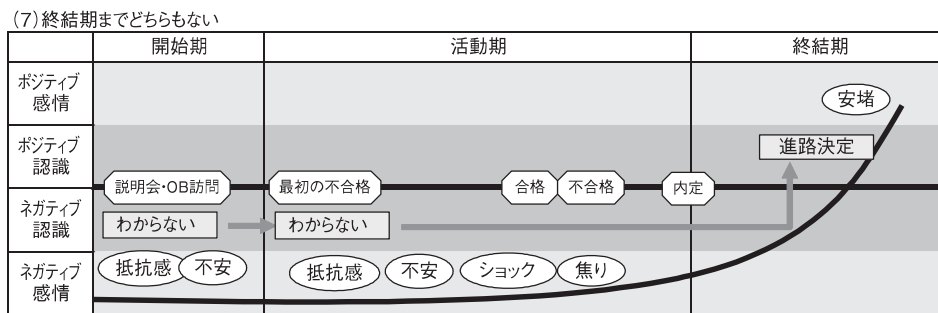 (7)終結期までどちらもない
開始期 活動期 終結期
ポジティブ
感情
安堵
ポジティブ
認識
進路決定
説明会・OB訪問 最初の不合格 合格 不合格 内定
ネガティブ
認識
わからない わからない
ネガティブ
感情
抵抗感 不安 抵抗感 不安 ショック 焦り